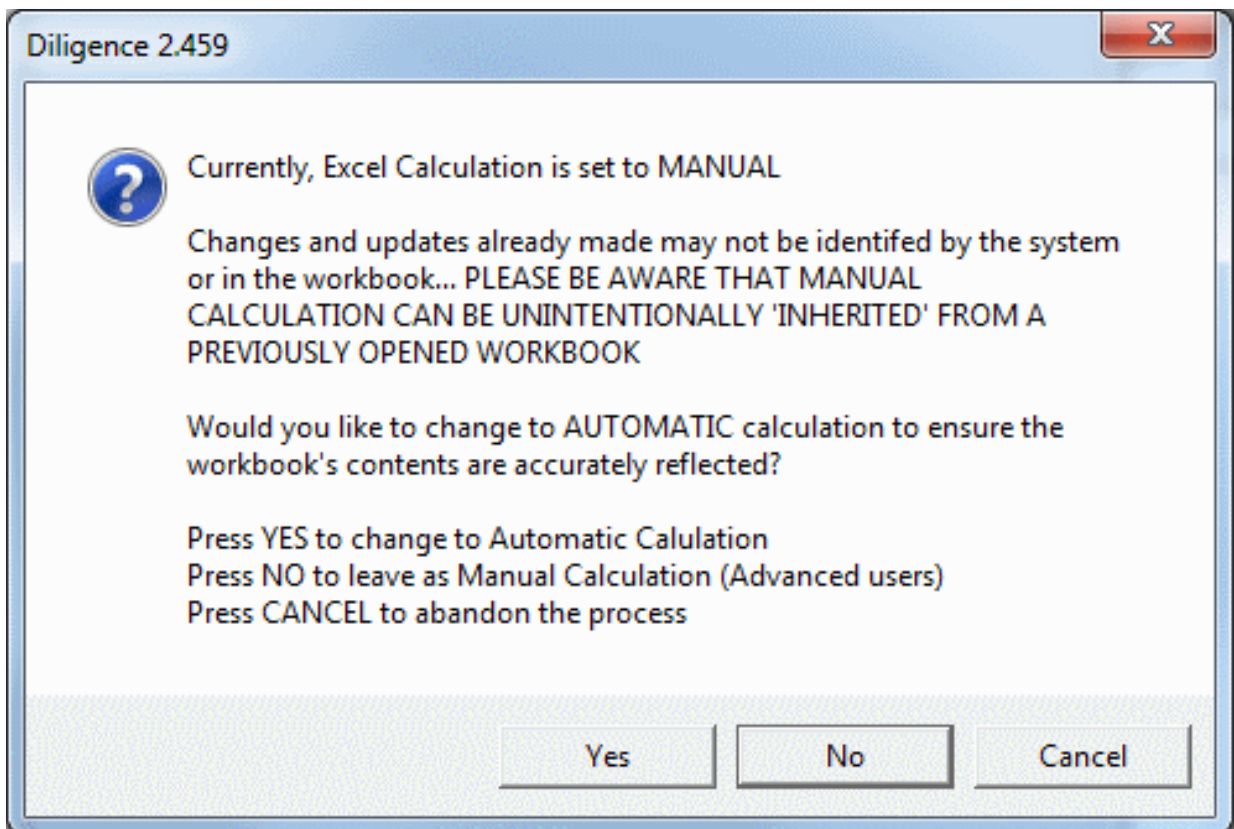 Diligence 2.459
Currently, Excel Calculation is set to MANUAL
Changes and updates already made may not be identifed by the system
or in the workbook... PLEASE BE AWARE THAT MANUAL
CALCULATION CAN BE UNINTENTIONALLY 'INHERITED' FROM A
PREVIOUSLY OPENED WORKBOOK
Would you like to change to AUTOMATIC calculation to ensure the
workbook's contents are accurately reflected?
Press YES to change to Automatic Calulation
Press NO to leave as Manual Calculation (Advanced users)
Press CANCEL to abandon the process
Yes No Cancel